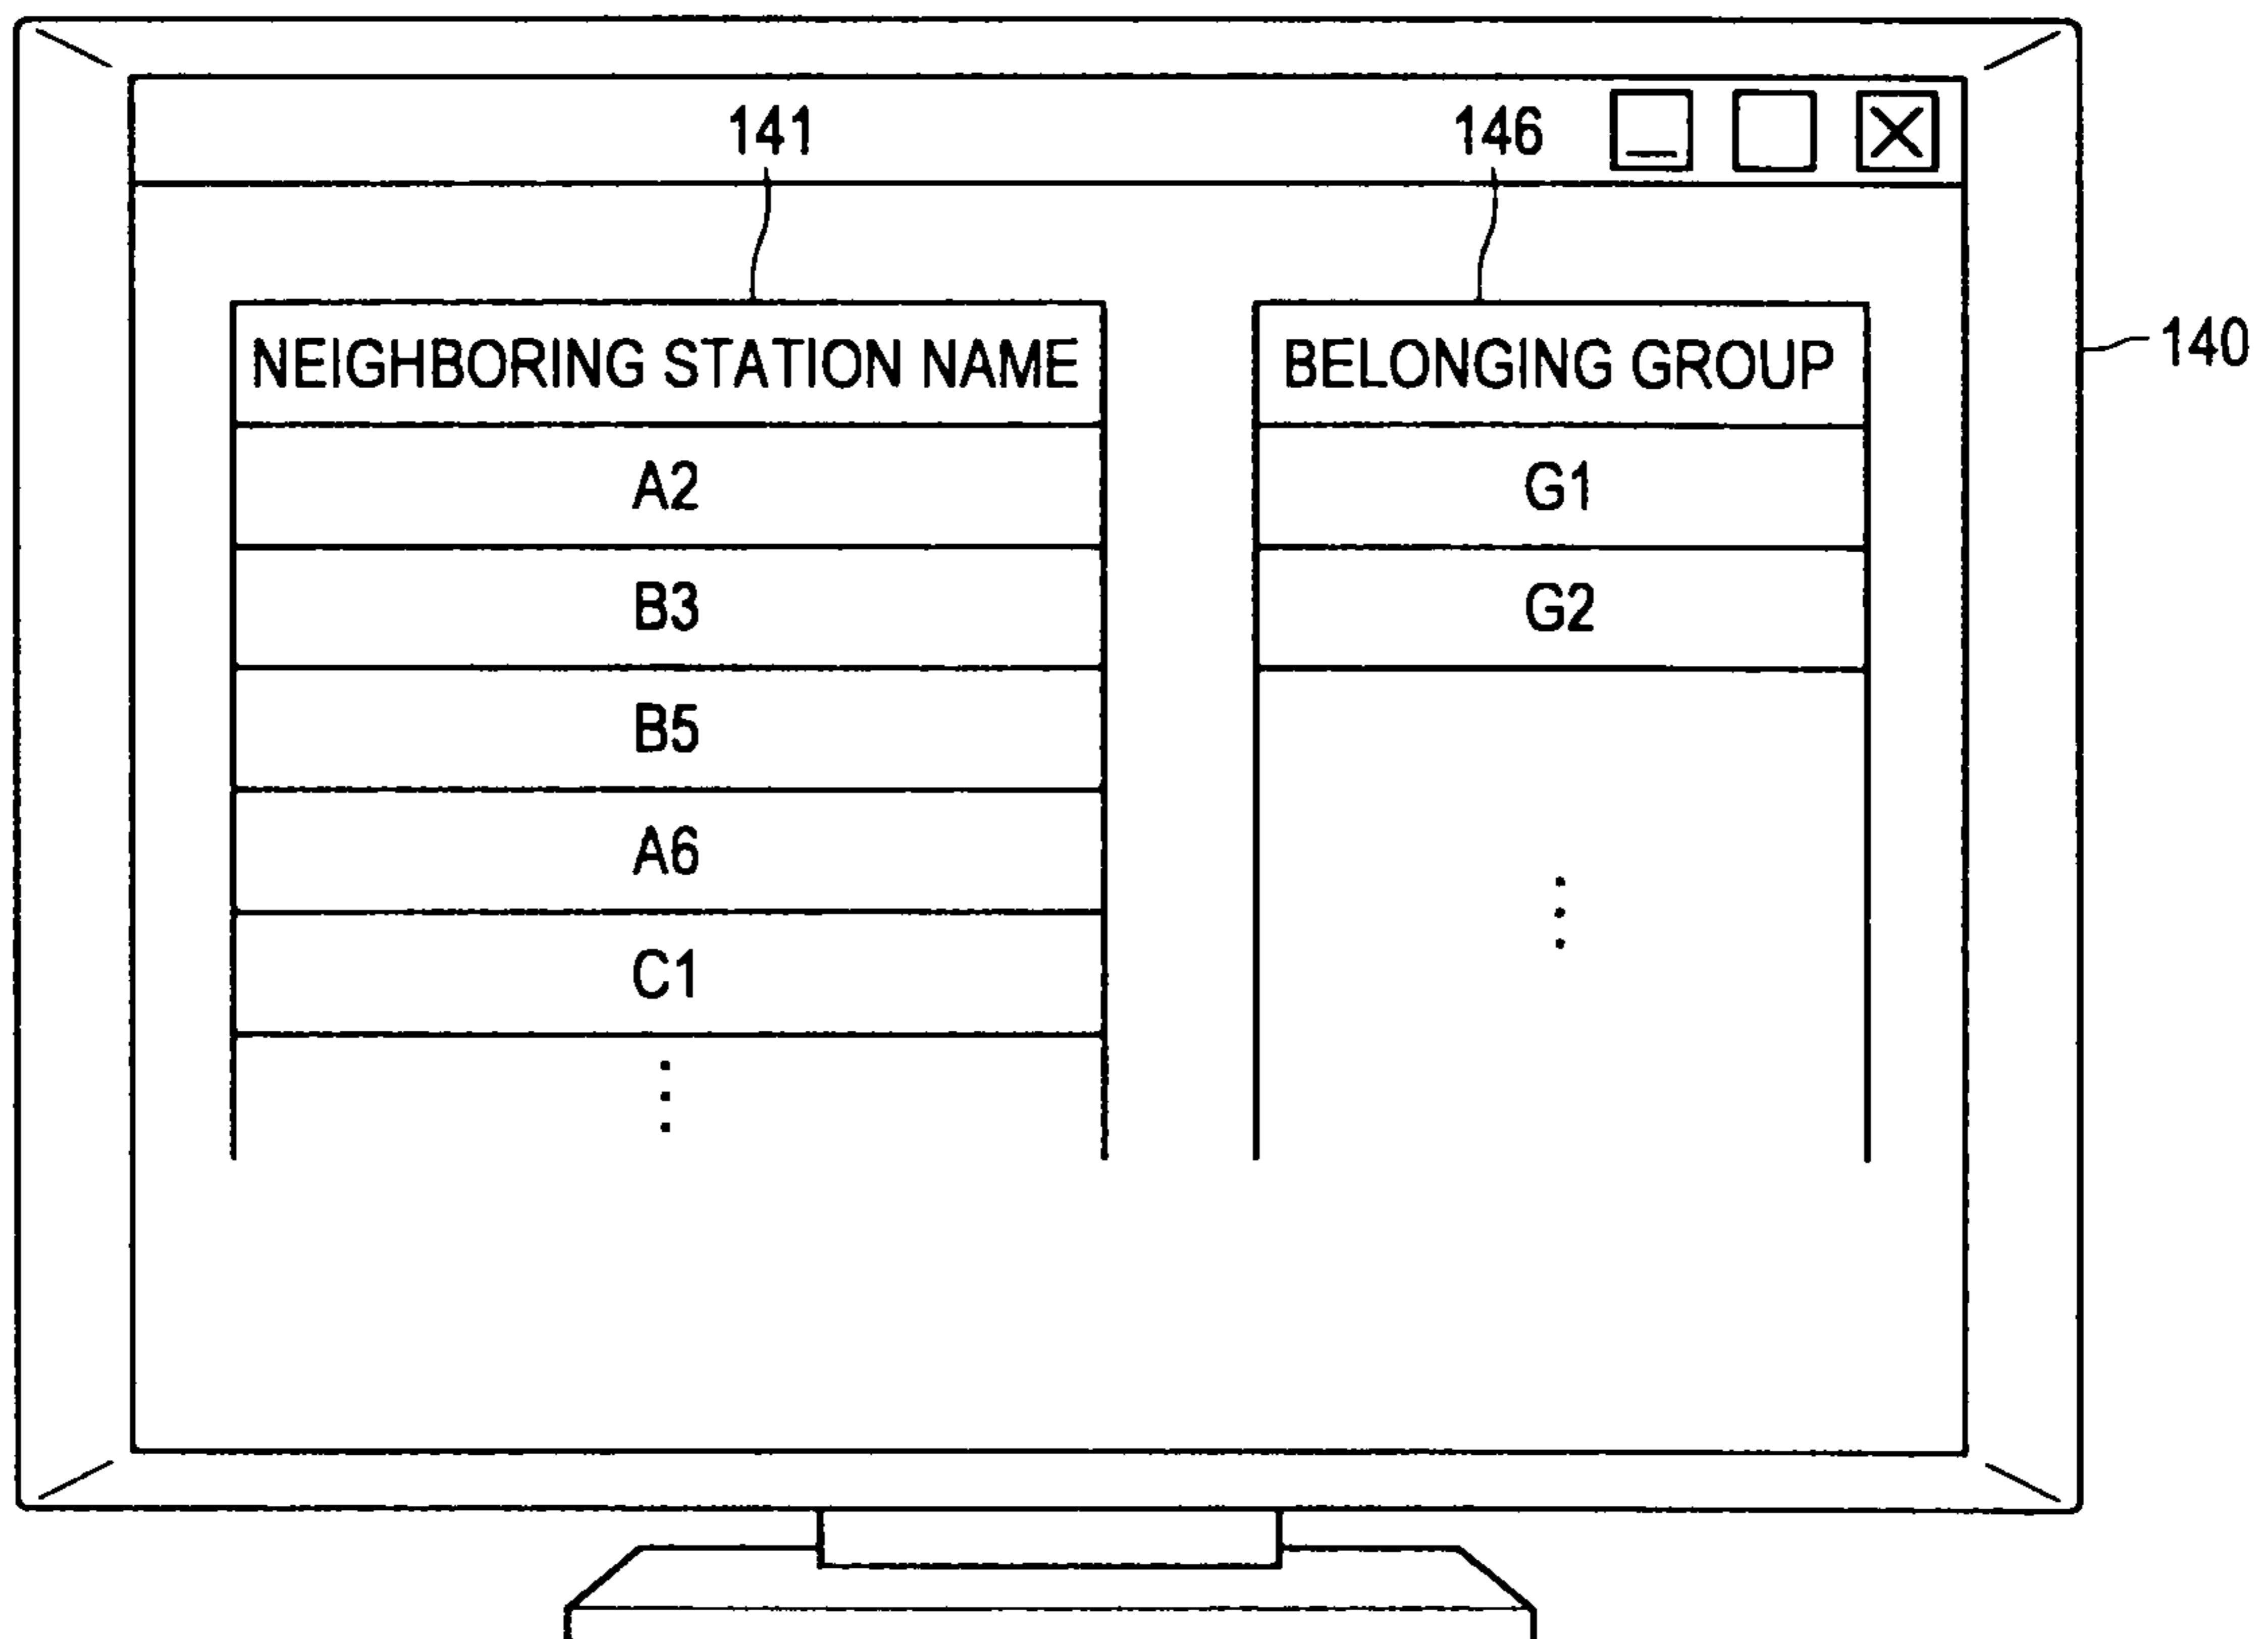 141
146
140
NEIGHBORING STATION NAME
BELONGING GROUP
A2
G1
B3
G2
B5
A6
C1